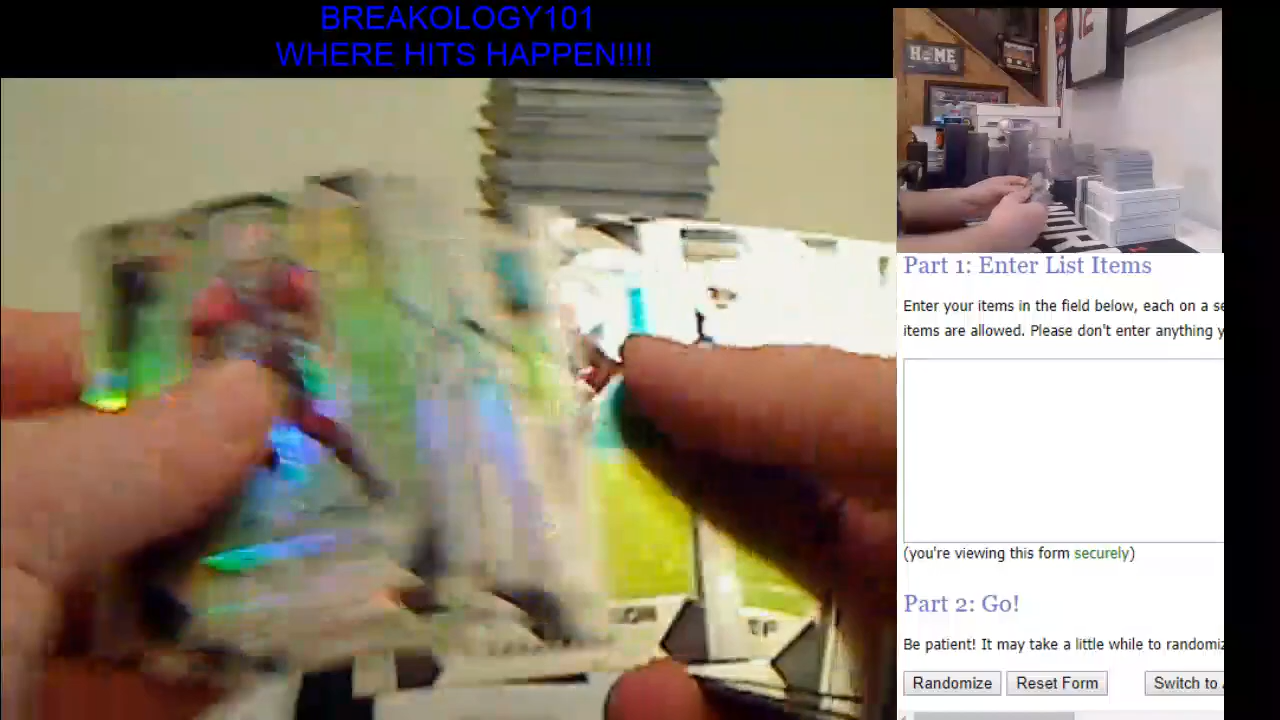 BREAKOLOGY101
WHERE HITS HAPPEN!!!!
HOME
12
Part 1: Enter List Items
Enter your items in the field below, each on a se
items are allowed. Please don't enter anything y
(you're viewing this form securely)
Part 2: Go!
Be patient! It may take a little while to randomiz
Randomize
Reset Form
Switch to